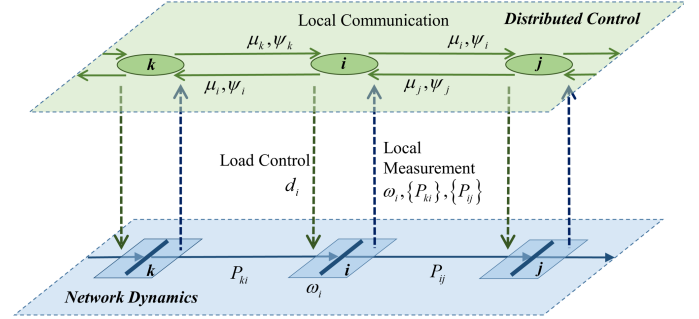 Local Communication
Distributed Control
μ_k,ψ_k
μ_i,ψ_i
k
i
j
μ_i,ψ_i
μ_j,ψ_j
Load Control
d_i
Local
Measurement
ω_i,{P_ki},{P_ij}
k
i
j
P_ki
P_ij
ω_i
Network Dynamics